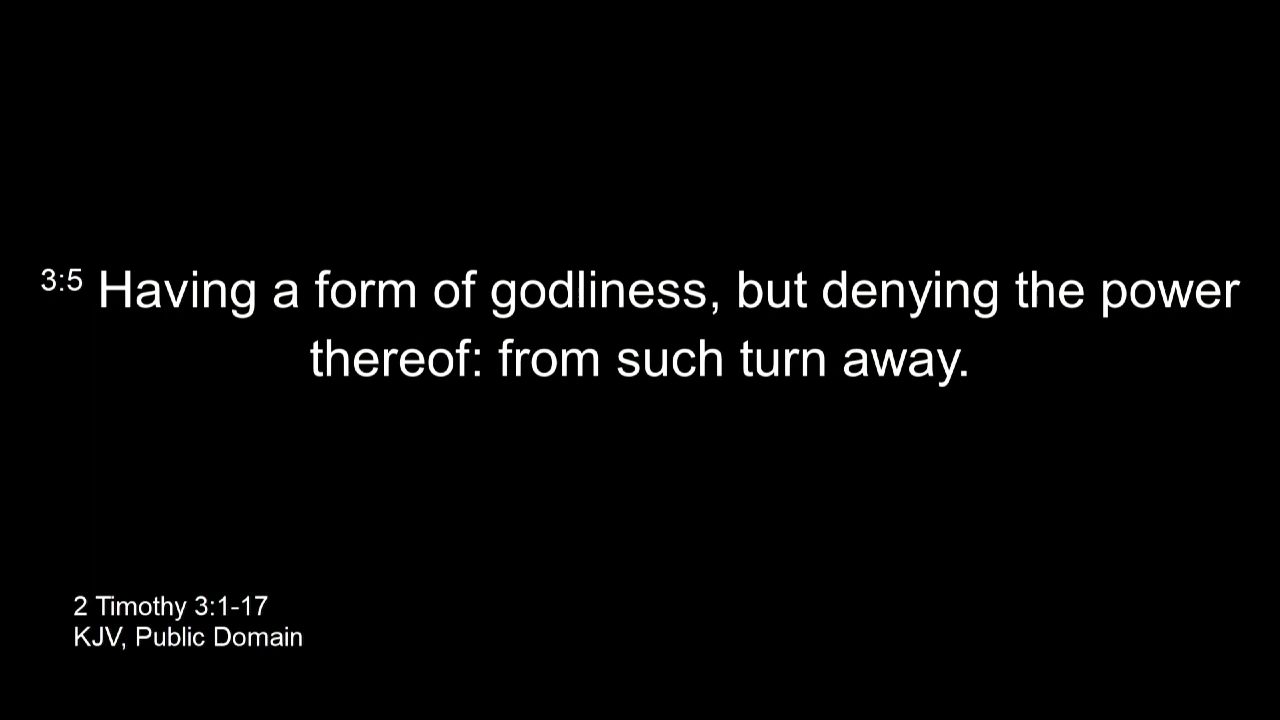 3:5 Having a form of godliness, but denying the power
thereof: from such turn away.
2 Timothy 3:1-17
KJV, Public Domain